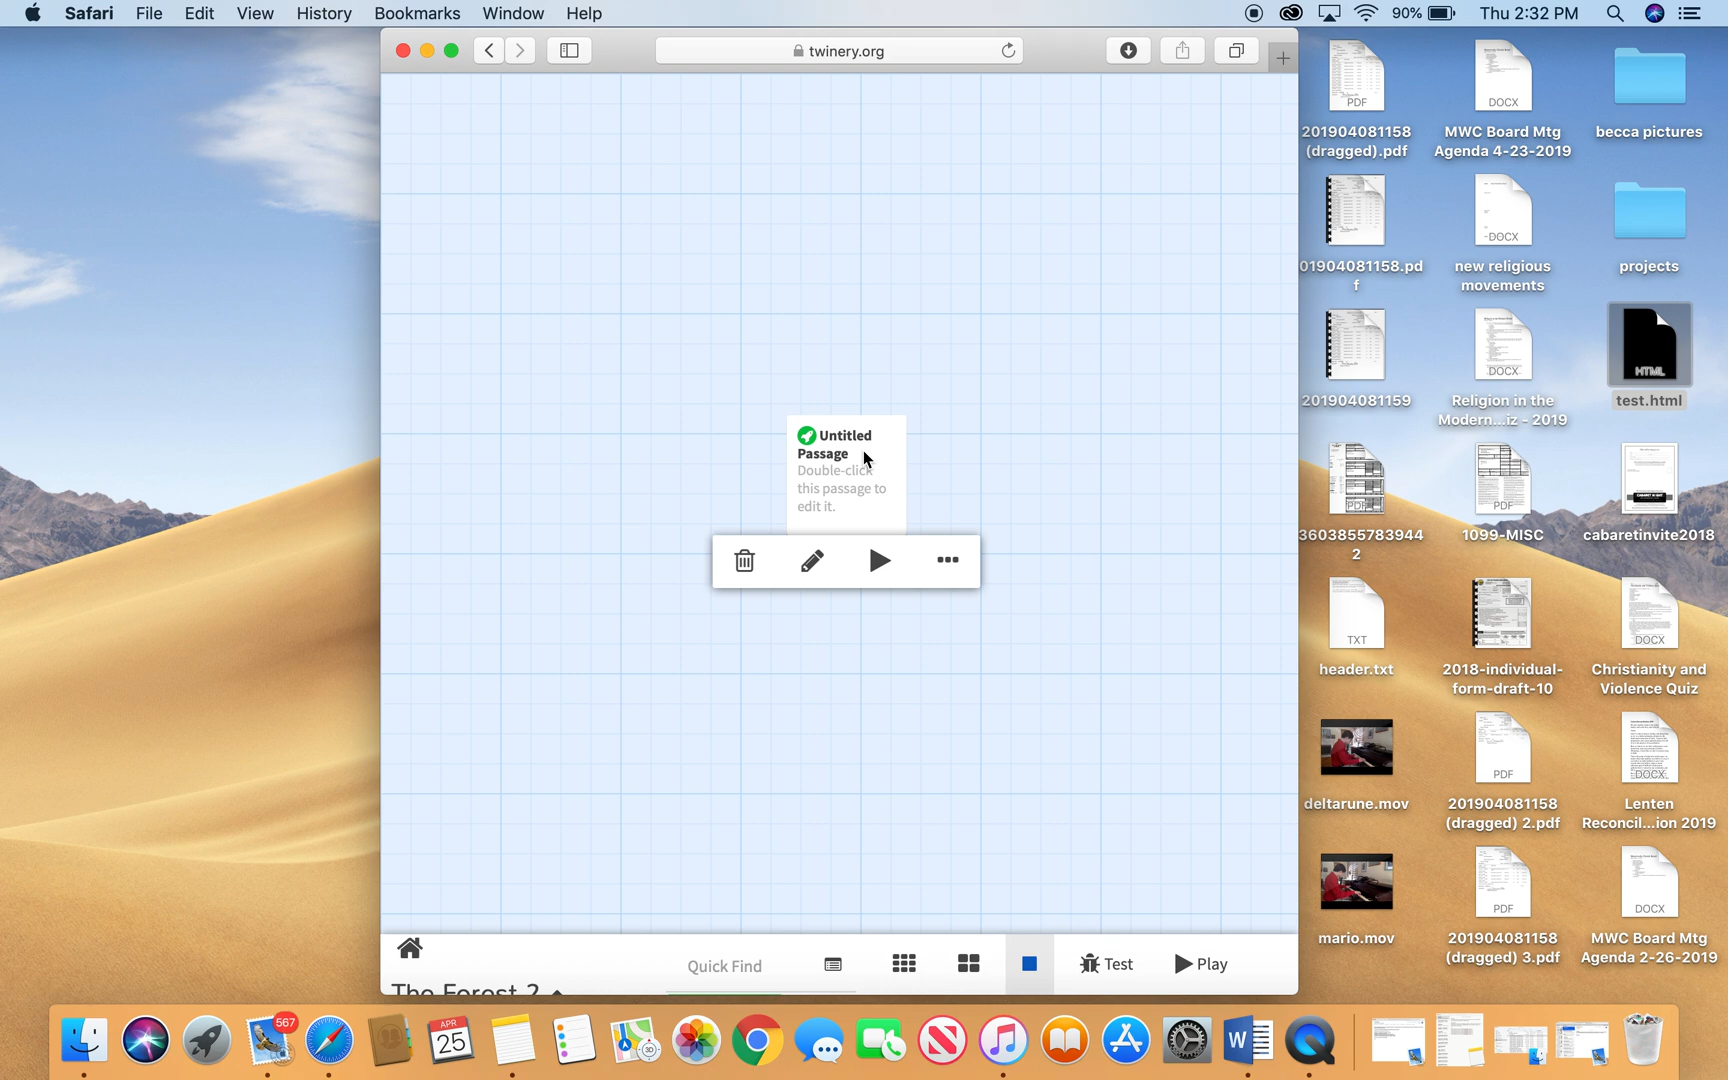 Safari File Edit View History Bookmarks Window Help 90% Thu 2:32 PM
twinery.org
Untitled
Passage
Double-click
this passage to
edit it.
The Forest 2
Quick Find
Test
Play
PDF
201904081158
(dragged).pdf
DOCX
MWC Board Mtg
Agenda 4-23-2019
becca pictures
01904081158.pd
f
DOCX
new religious
movements
projects
201904081159
DOCX
Religion in the
Modern...iz - 2019
HTML
test.html
PDF
3603855783944
2
PDF
1099-MISC
cabaretinvite2018
TXT
header.txt
2018-individual-
form-draft-10
DOCX
Christianity and
Violence Quiz
deltarune.mov
PDF
201904081158
(dragged) 2.pdf
DOCX
Lenten
Reconcil...ion 2019
mario.mov
PDF
201904081158
(dragged) 3.pdf
DOCX
MWC Board Mtg
Agenda 2-26-2019
567
APR
25
3D